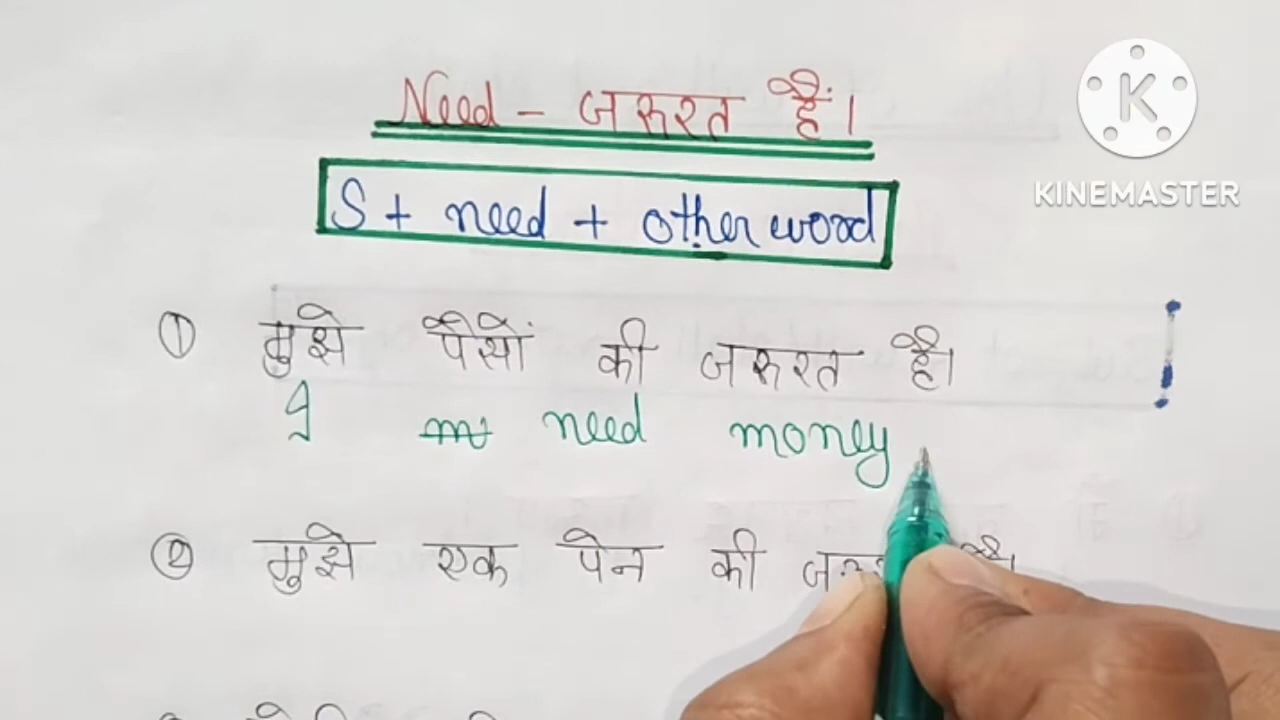 Need - जरुरत हैं।
S + need + other word
① मुझे पैसों की जरुरत है।
I need money
② मुझे एक पेन की
K
KINEMASTER